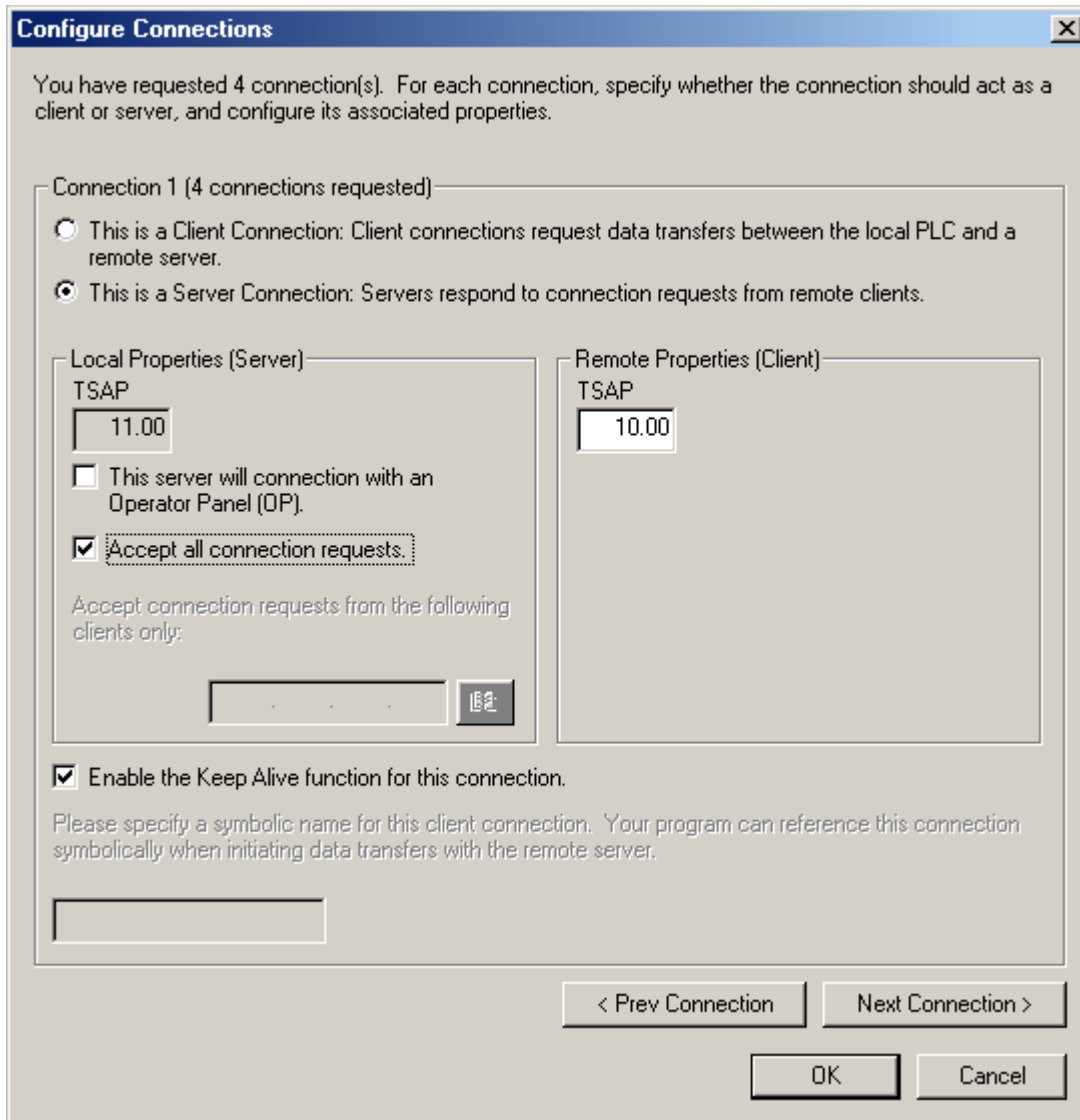 Configure Connections
You have requested 4 connection(s). For each connection, specify whether the connection should act as a
client or server, and configure its associated properties.
Connection 1 (4 connections requested)
This is a Client Connection: Client connections request data transfers between the local PLC and a
remote server.
This is a Server Connection: Servers respond to connection requests from remote clients.
Local Properties (Server)
TSAP
11.00
This server will connection with an
Operator Panel (OP).
Accept all connection requests.
Accept connection requests from the following
clients only:
. . .
Remote Properties (Client)
TSAP
10.00
Enable the Keep Alive function for this connection.
Please specify a symbolic name for this client connection. Your program can reference this connection
symbolically when initiating data transfers with the remote server.
< Prev Connection
Next Connection >
OK
Cancel